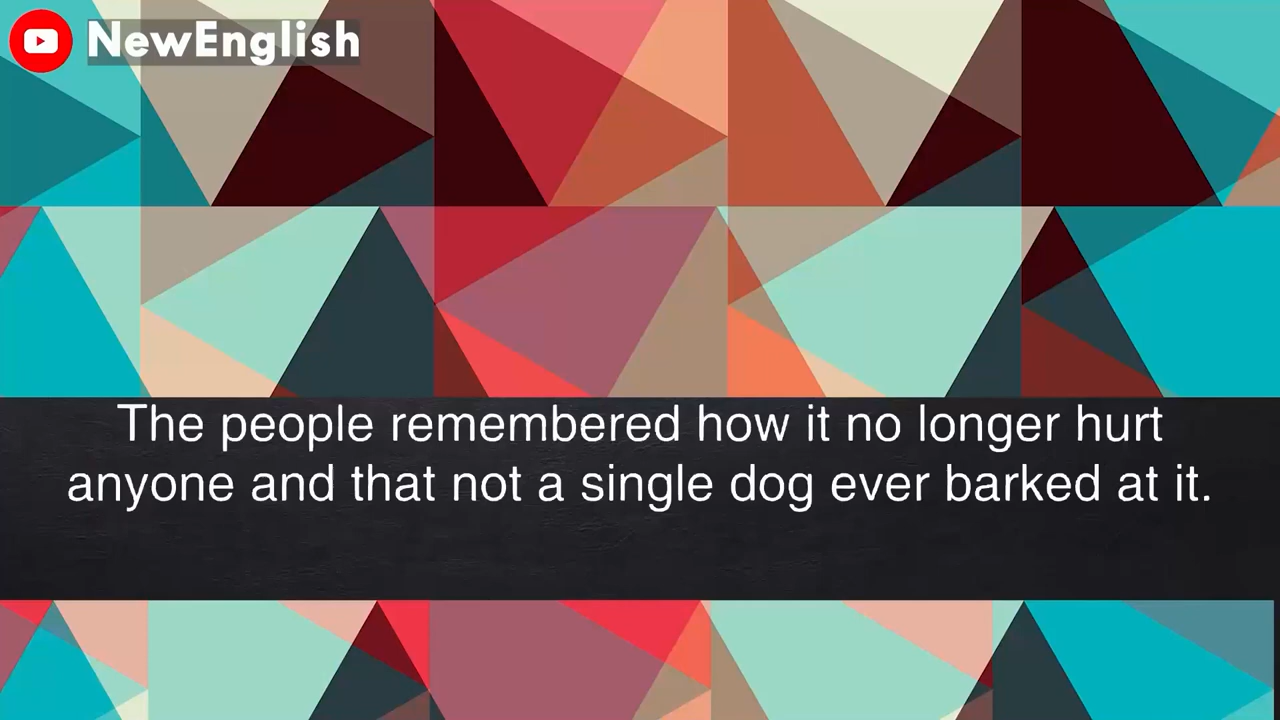 NewEnglish
The people remembered how it no longer hurt
anyone and that not a single dog ever barked at it.